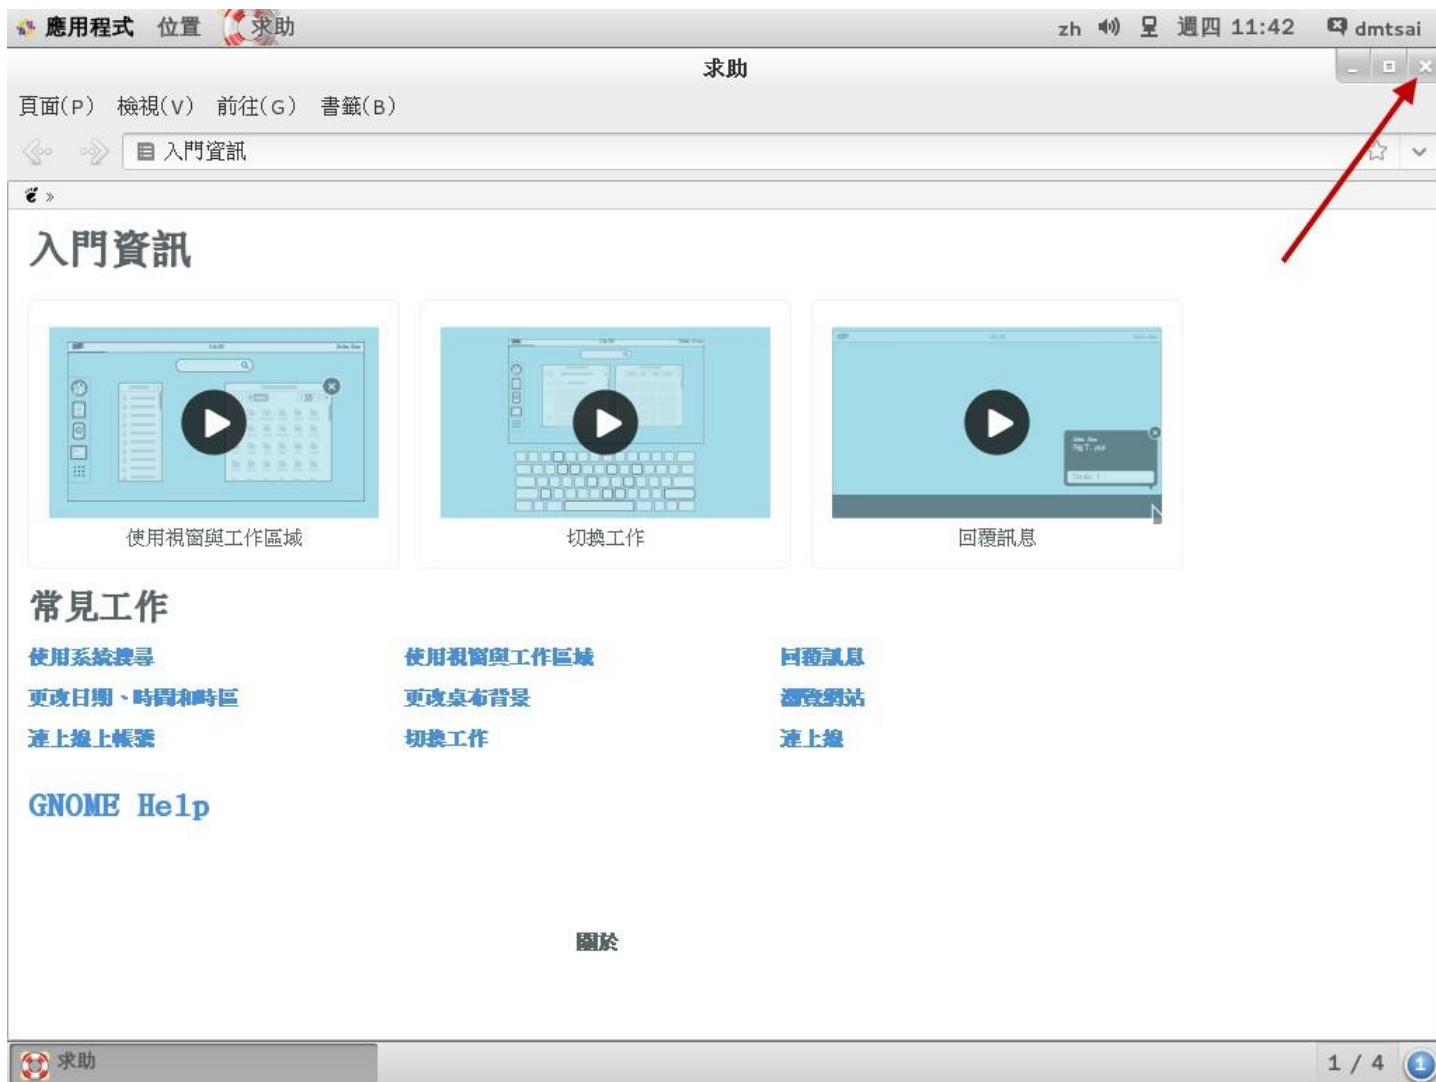 應用程式 位置 求助 zh 週四 11:42 dmtsai
求助
頁面(P) 檢視(V) 前往(G) 書籤(B)
入門資訊
»
入門資訊
使用視窗與工作區域 切換工作 回覆訊息
常見工作
使用系統搜尋 使用視窗與工作區域 回覆訊息
更改日期、時間和時區 更改桌布背景 瀏覽網站
連上線上帳號 切換工作 連上線
GNOME Help
關於
求助 1 / 4 1